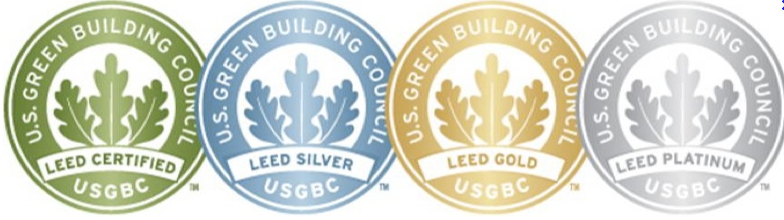 U.S. GREEN BUILDING COUNCIL
LEED CERTIFIED
USGBC
TM
U.S. GREEN BUILDING COUNCIL
LEED SILVER
USGBC
TM
U.S. GREEN BUILDING COUNCIL
LEED GOLD
USGBC
TM
U.S. GREEN BUILDING COUNCIL
LEED PLATINUM
USGBC
TM